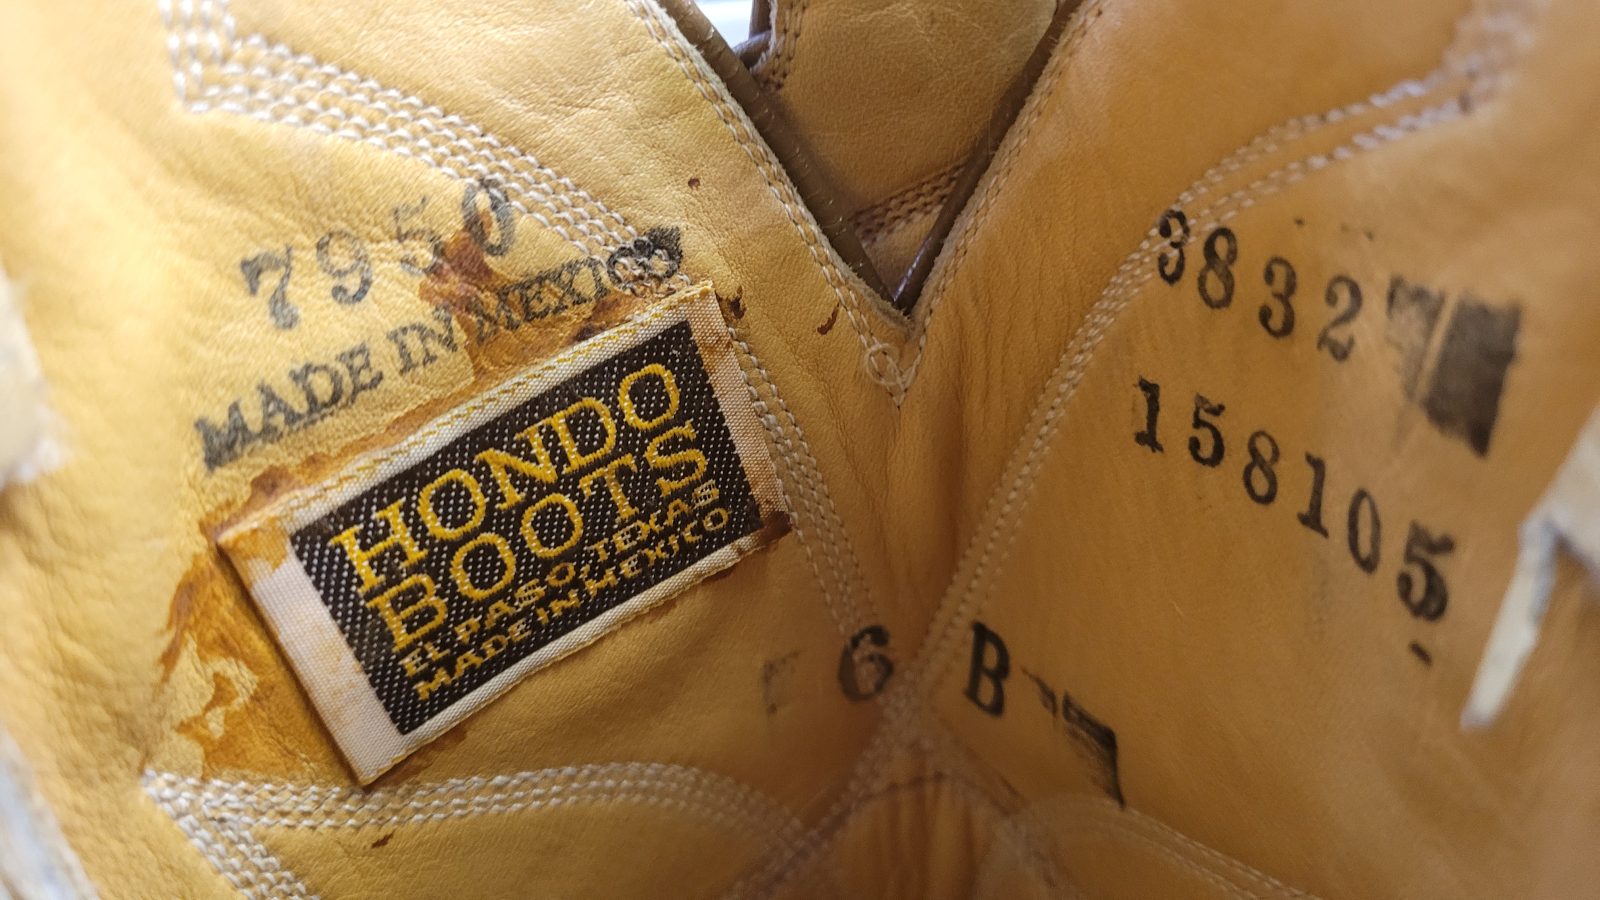 7950
MADE IN MEXICO
HONDO
BOOTS
EL PASO, TEXAS
MADE IN MEXICO
3832
158105
6 B